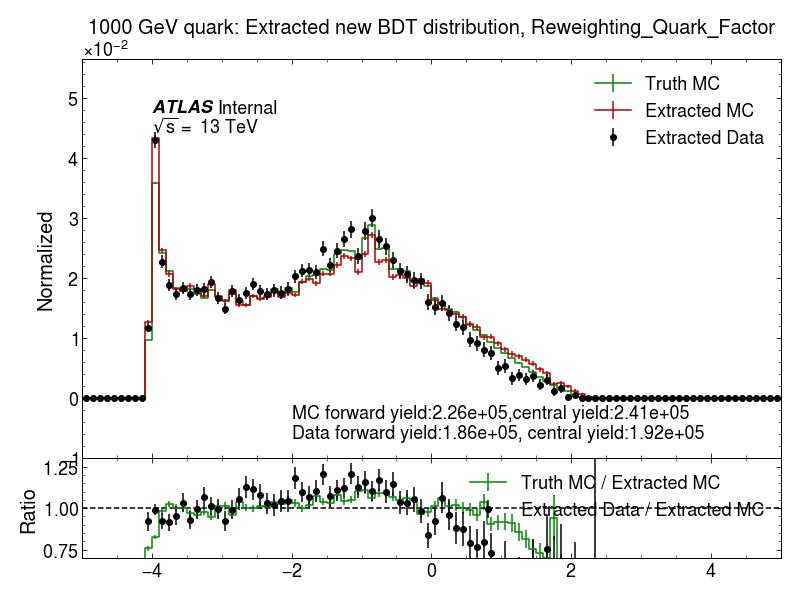 1000 GeV quark: Extracted new BDT distribution, Reweighting_Quark_Factor
×10⁻²
ATLAS Internal
√s = 13 TeV
Truth MC
Extracted MC
Extracted Data
Normalized
5
4
3
2
1
0
MC forward yield:2.26e+05,central yield:2.41e+05
Data forward yield:1.86e+05, central yield:1.92e+05
1
1.25
1.00
0.75
Ratio
Truth MC / Extracted MC
Extracted Data / Extracted MC
−4 −2 0 2 4